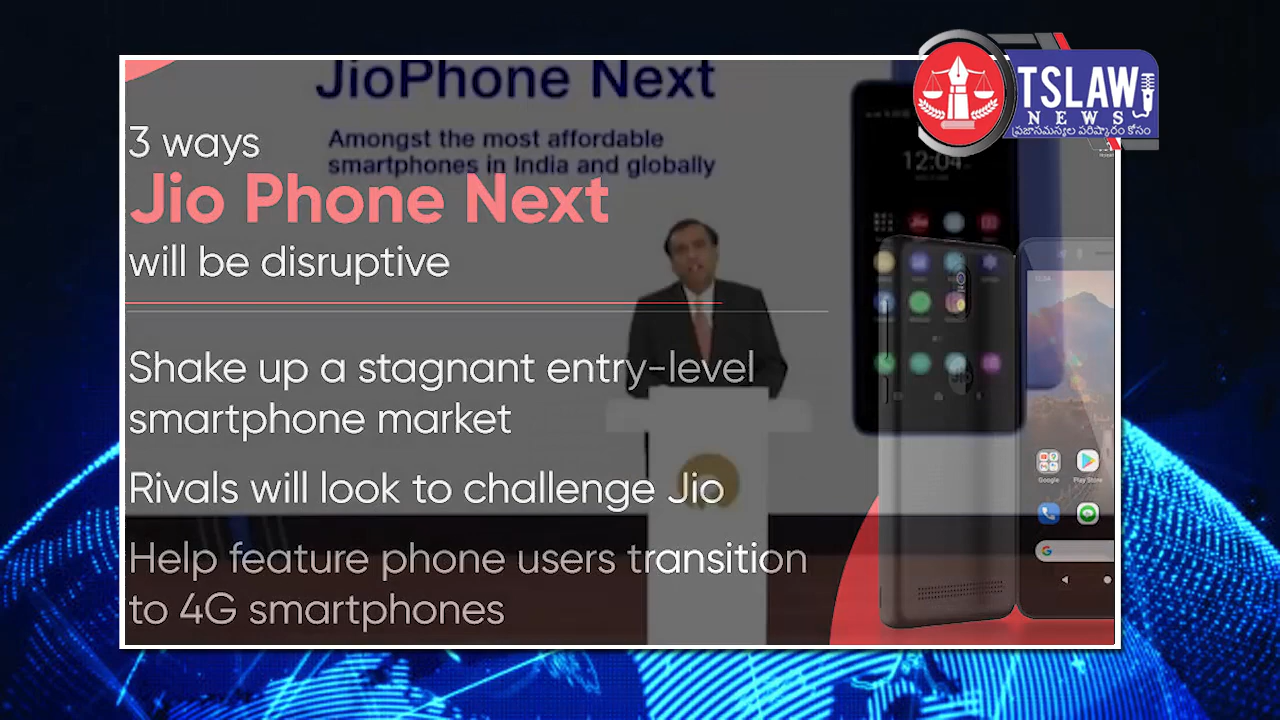 JioPhone Next
Amongst the most affordable
smartphones in India and globally
3 ways
Jio Phone Next
will be disruptive
Shake up a stagnant entry-level
smartphone market
Rivals will look to challenge Jio
Help feature phone users transition
to 4G smartphones
TSLAW
NEWS
ప్రజాసమస్యల పరిష్కారం కోసం
12:04
Google
Play Store